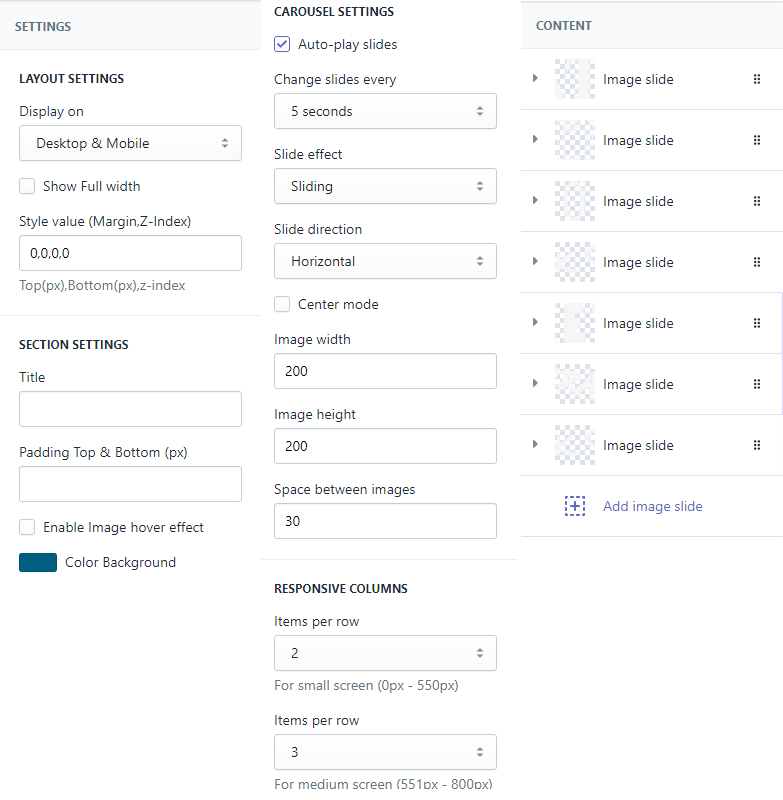 SETTINGS
LAYOUT SETTINGS
Display on
Desktop & Mobile
Show Full width
Style value (Margin,Z-Index)
0,0,0,0
Top(px),Bottom(px),z-index
SECTION SETTINGS
Title
Padding Top & Bottom (px)
Enable Image hover effect
Color Background
CAROUSEL SETTINGS
Auto-play slides
Change slides every
5 seconds
Slide effect
Sliding
Slide direction
Horizontal
Center mode
Image width
200
Image height
200
Space between images
30
RESPONSIVE COLUMNS
Items per row
2
For small screen (0px - 550px)
Items per row
3
For medium screen (551px - 800px)
CONTENT
Image slide
Image slide
Image slide
Image slide
Image slide
Image slide
Image slide
Add image slide